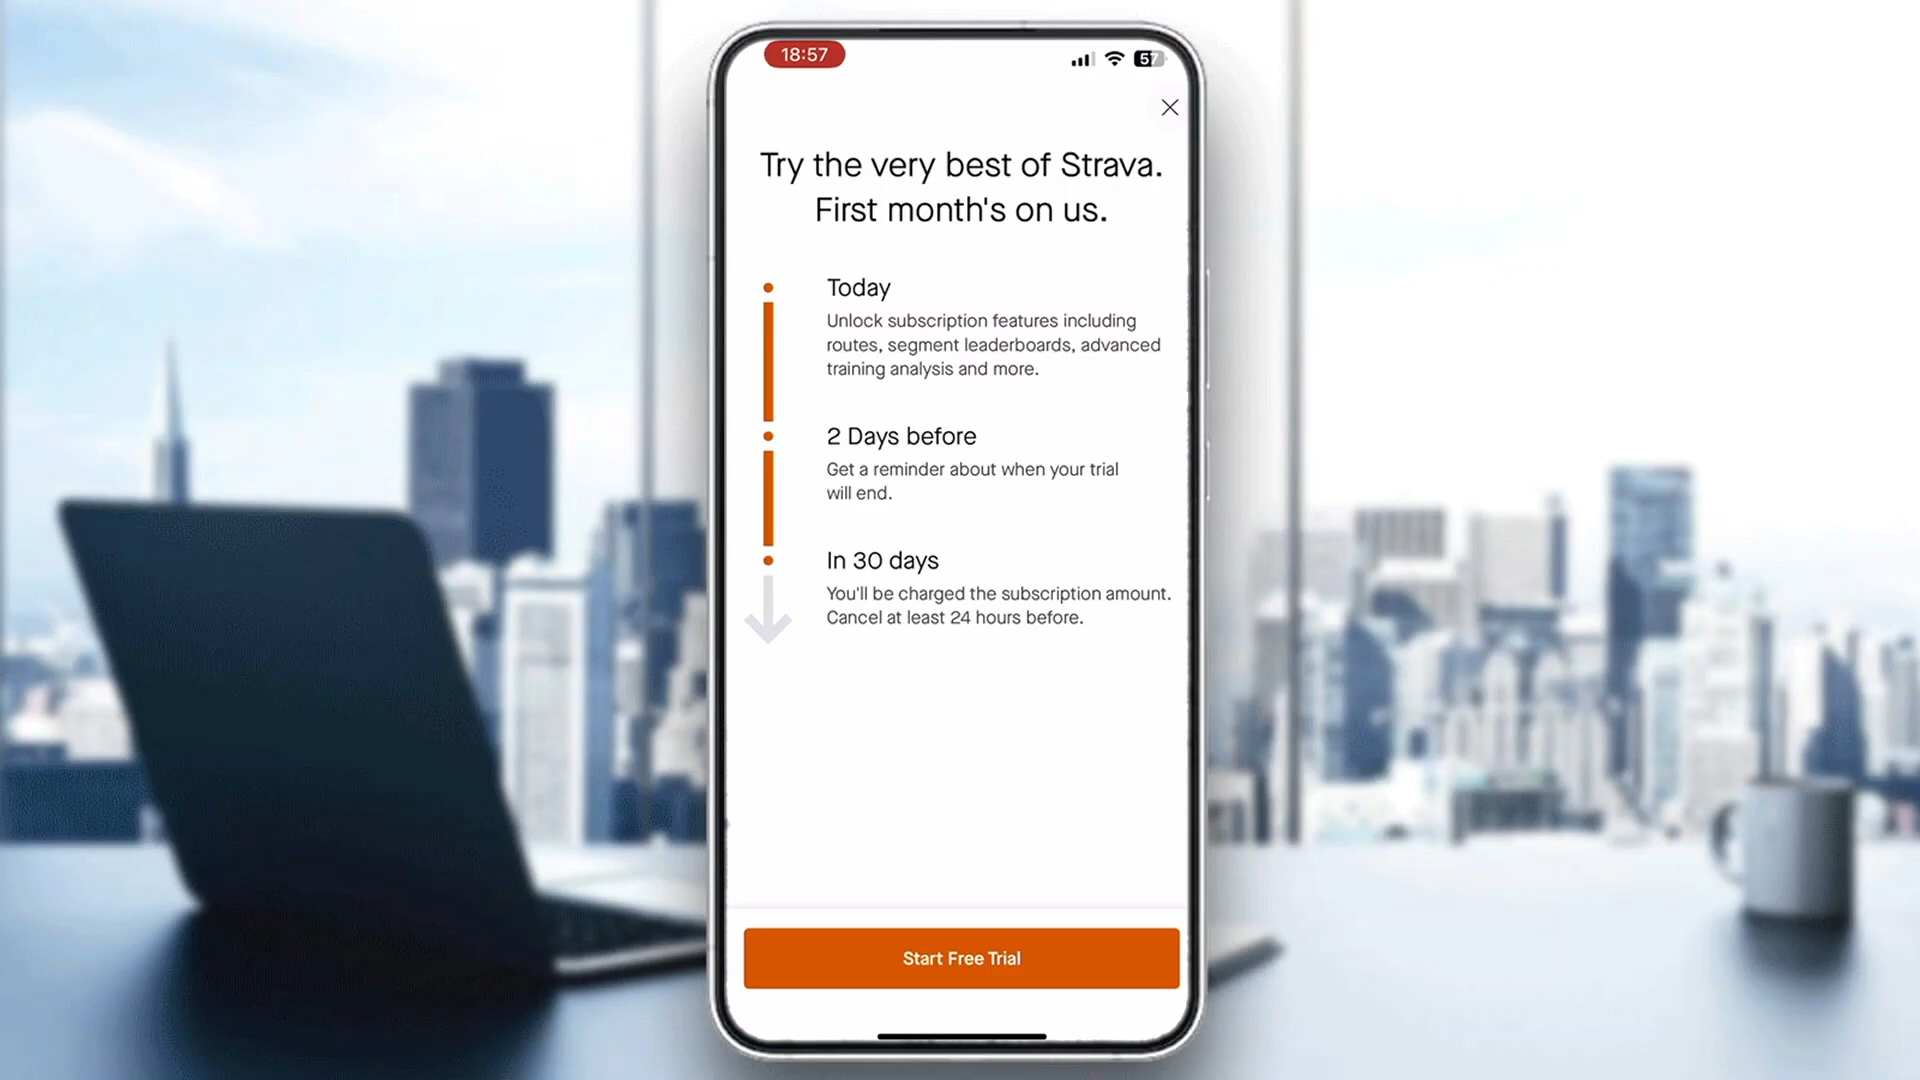 18:57
57
Try the very best of Strava.
First month's on us.
Today
Unlock subscription features including
routes, segment leaderboards, advanced
training analysis and more.
2 Days before
Get a reminder about when your trial
will end.
In 30 days
You'll be charged the subscription amount.
Cancel at least 24 hours before.
Start Free Trial